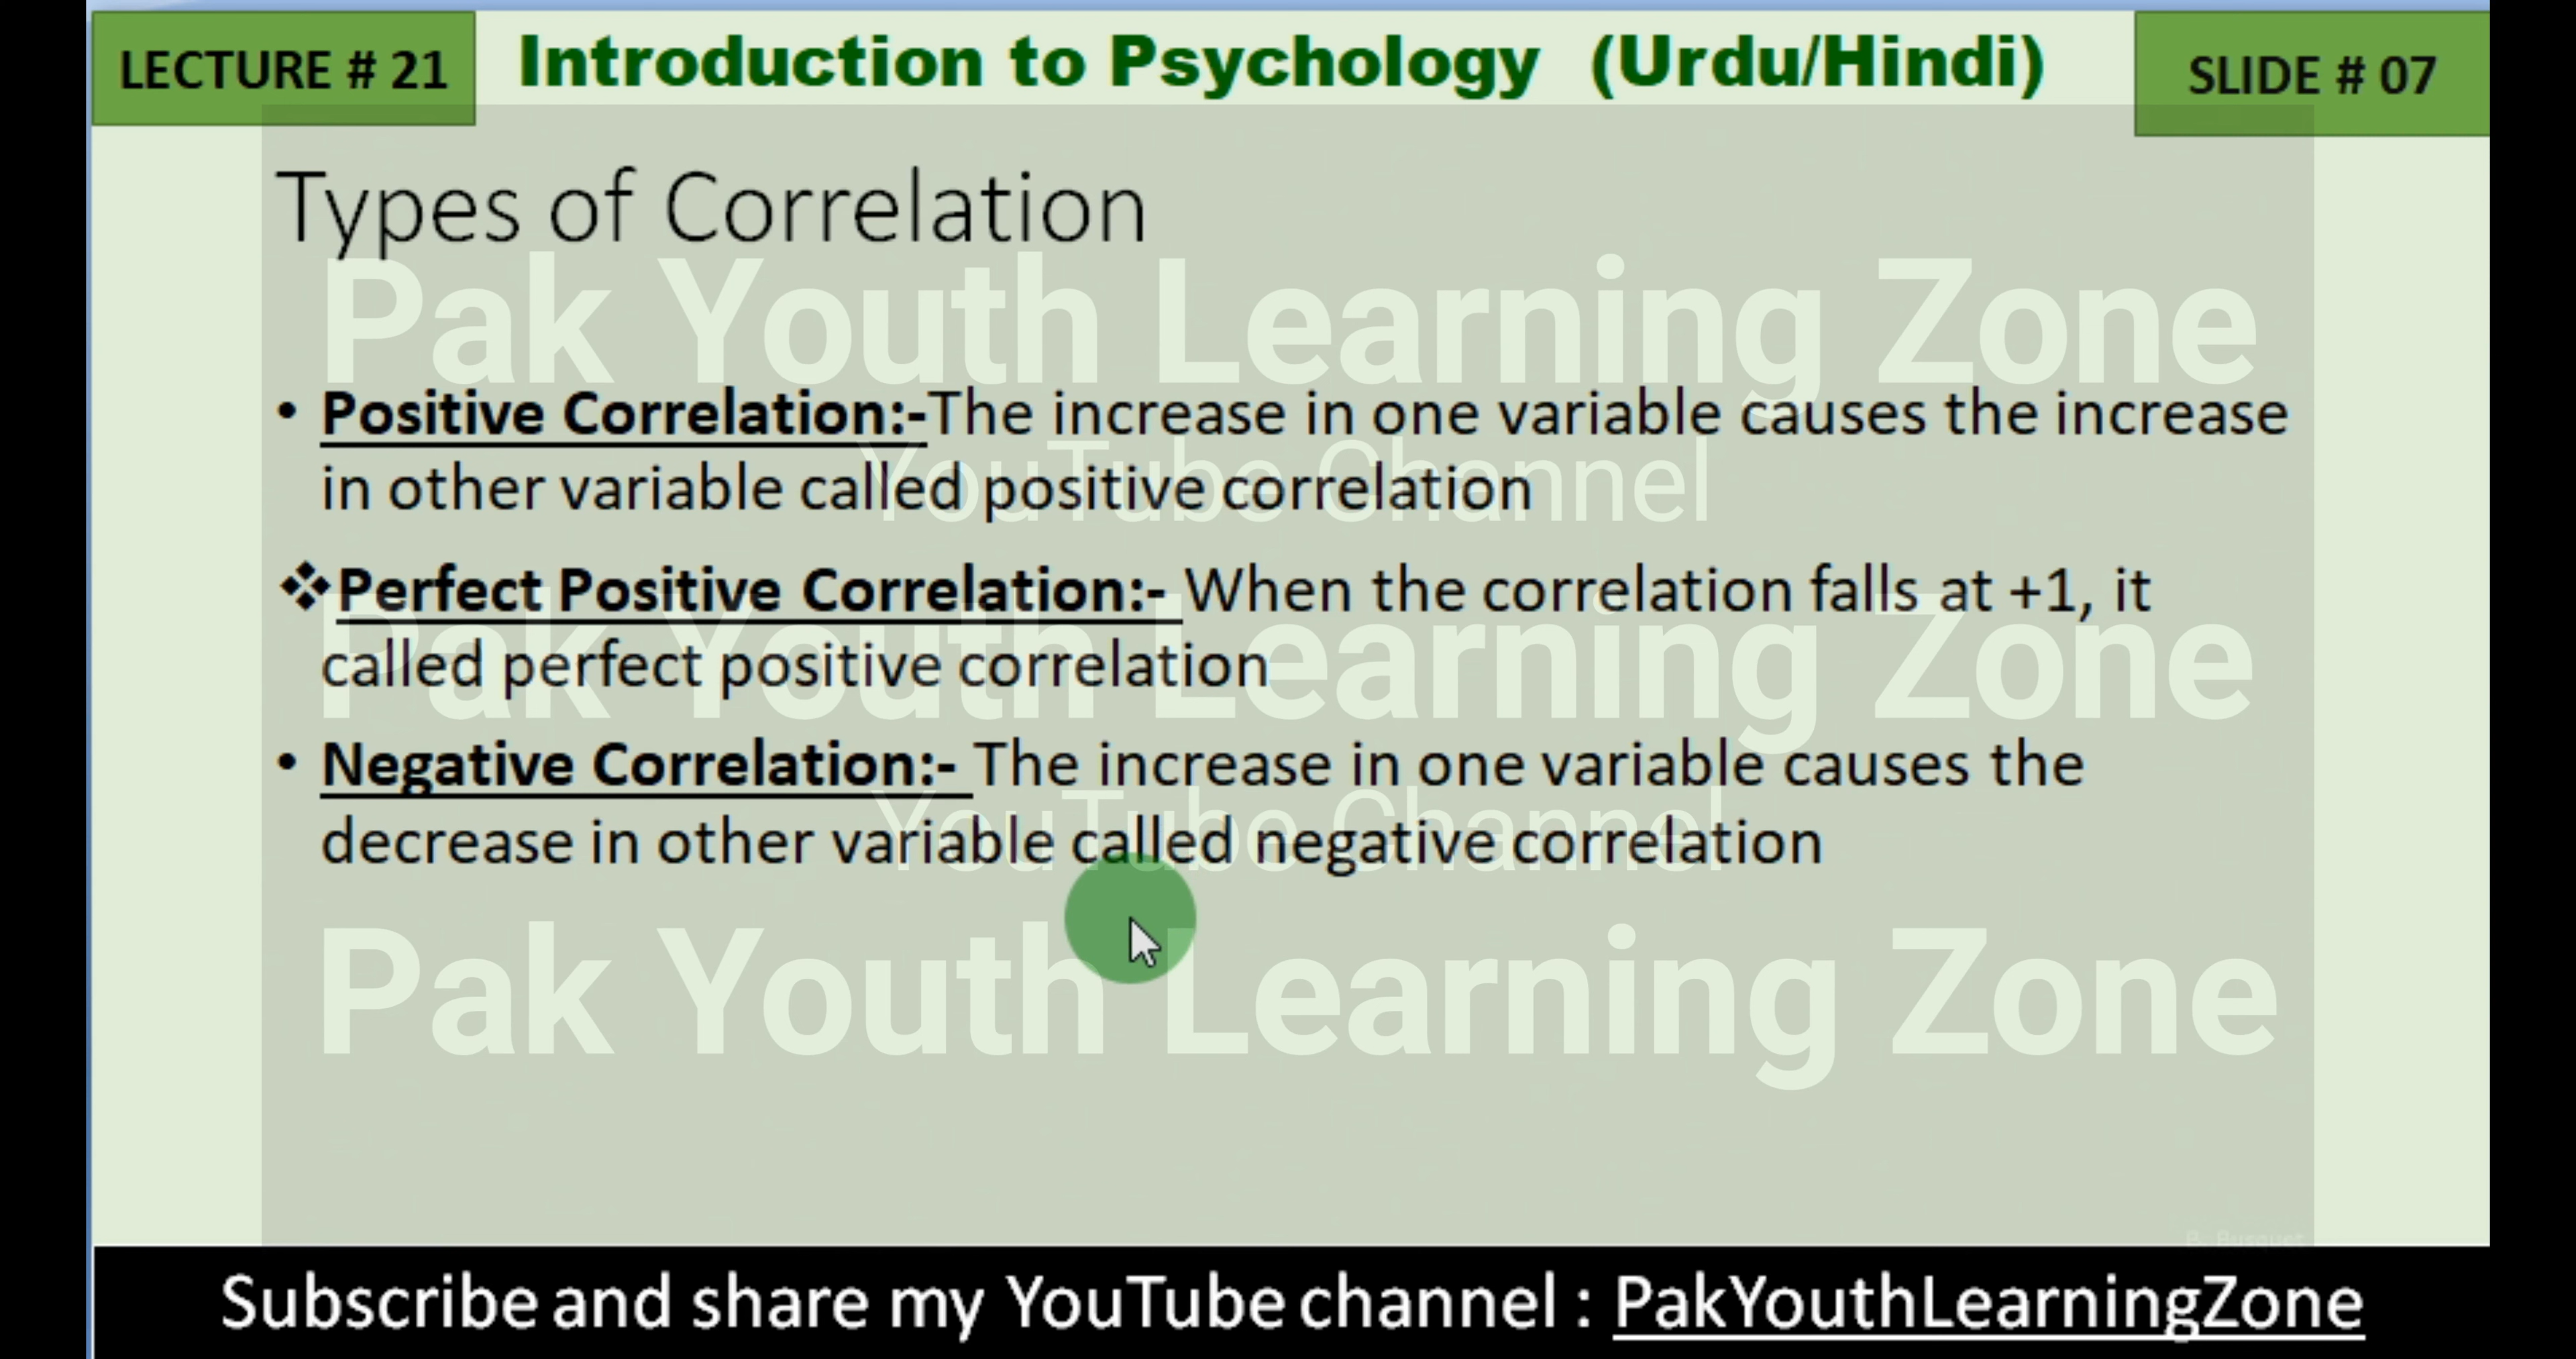 LECTURE # 21
Introduction to Psychology (Urdu/Hindi)
SLIDE # 07
Types of Correlation
Pak Youth Learning Zone
• Positive Correlation:-The increase in one variable causes the increase
in other variable called positive correlation
YouTube Channel
❖Perfect Positive Correlation:- When the correlation falls at +1, it
called perfect positive correlation
Pak Youth Learning Zone
• Negative Correlation:- The increase in one variable causes the
decrease in other variable called negative correlation
YouTube Channel
Pak Youth Learning Zone
B. Busquet
Subscribe and share my YouTube channel : PakYouthLearningZone